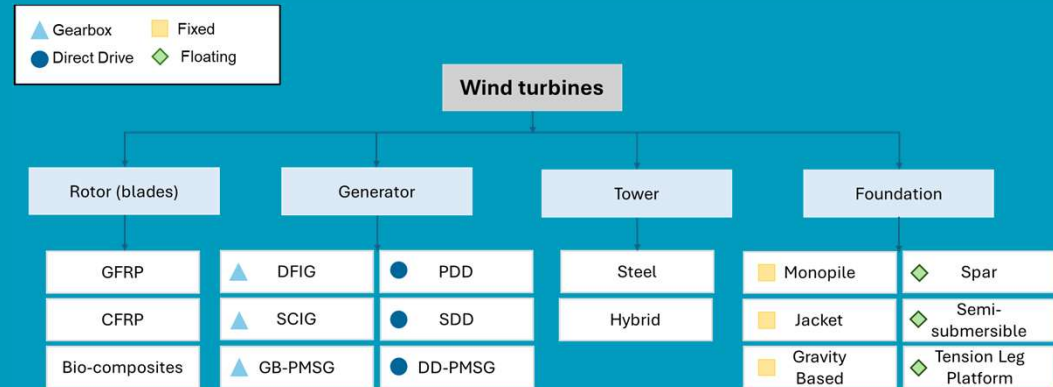 Gearbox
Fixed
Direct Drive
Floating
Wind turbines
Rotor (blades)
Generator
Tower
Foundation
GFRP
DFIG
PDD
Steel
Monopile
Spar
CFRP
SCIG
SDD
Hybrid
Jacket
Semi-
submersible
Bio-composites
GB-PMSG
DD-PMSG
Gravity
Based
Tension Leg
Platform